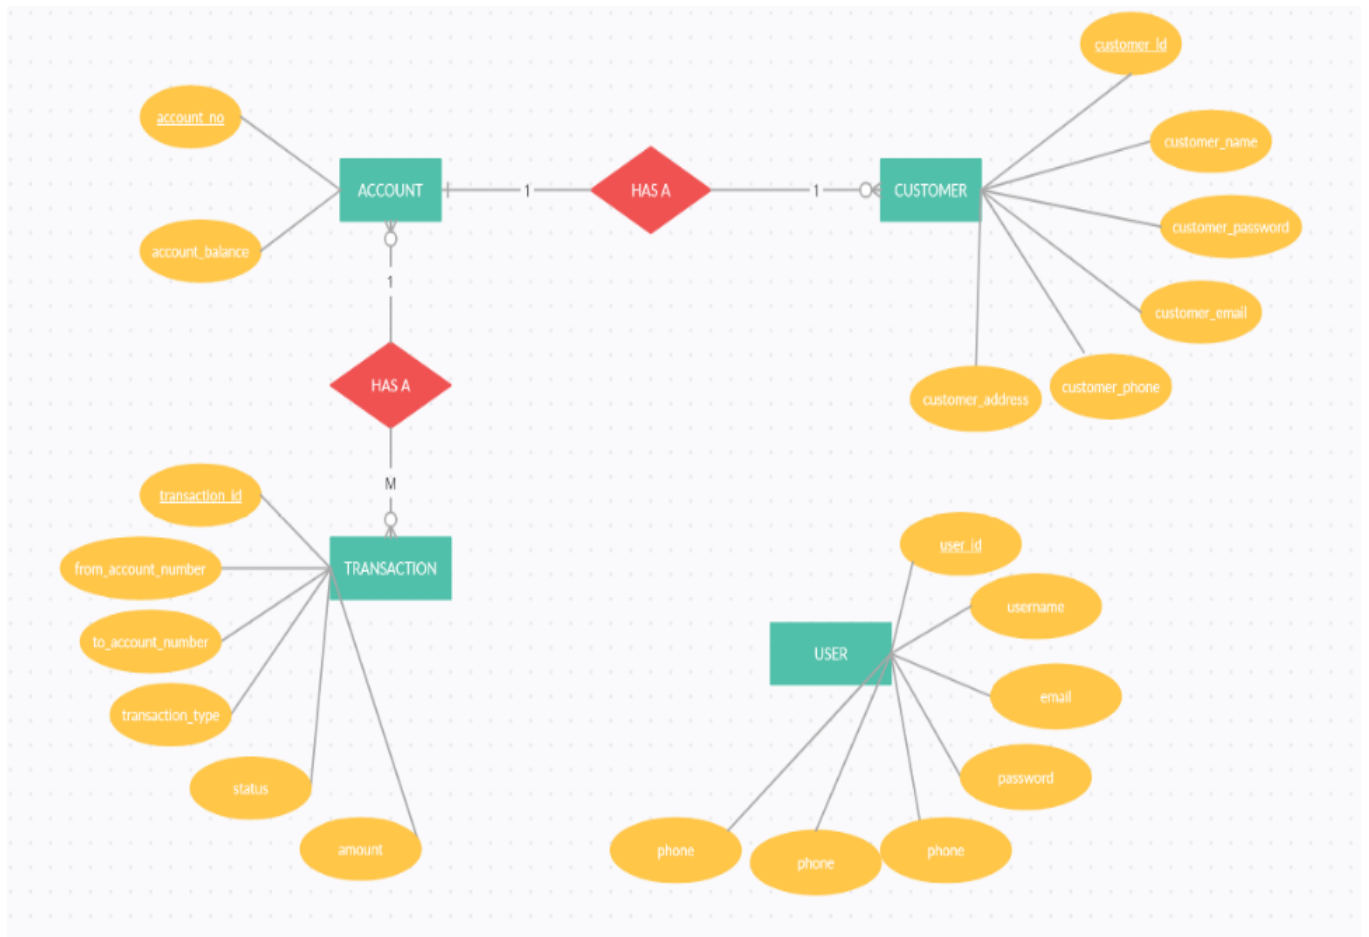 customer_id
account_no
customer_name
ACCOUNT
1
HAS A
1
CUSTOMER
customer_password
account_balance
1
customer_email
HAS A
customer_phone
customer_address
M
transaction_id
user_id
from_account_number
TRANSACTION
username
to_account_number
USER
email
transaction_type
password
status
amount
phone
phone
phone